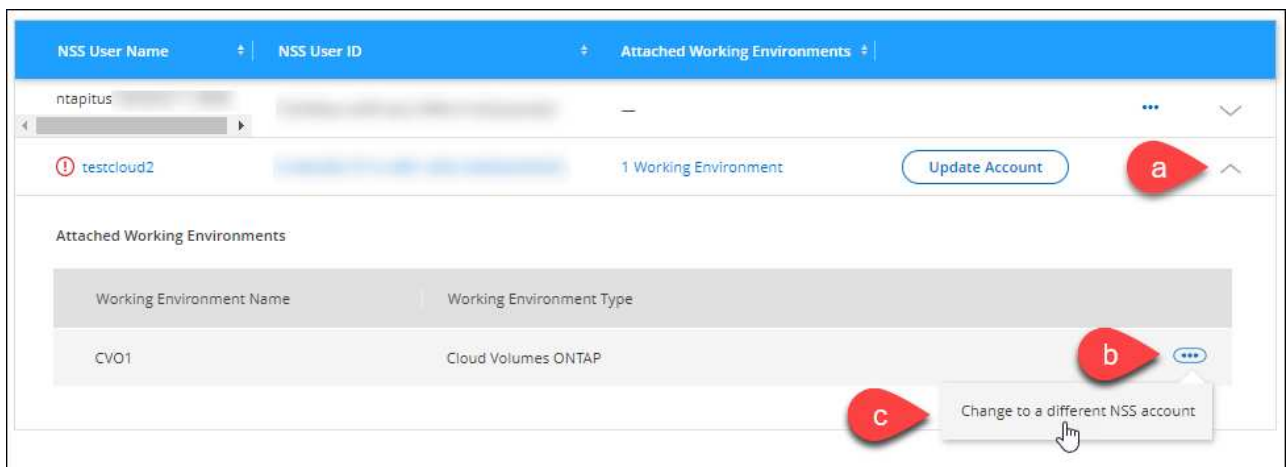 NSS User Name NSS User ID Attached Working Environments
ntapitus —
testcloud2 1 Working Environment Update Account a
Attached Working Environments
Working Environment Name Working Environment Type
CVO1 Cloud Volumes ONTAP b
c Change to a different NSS account